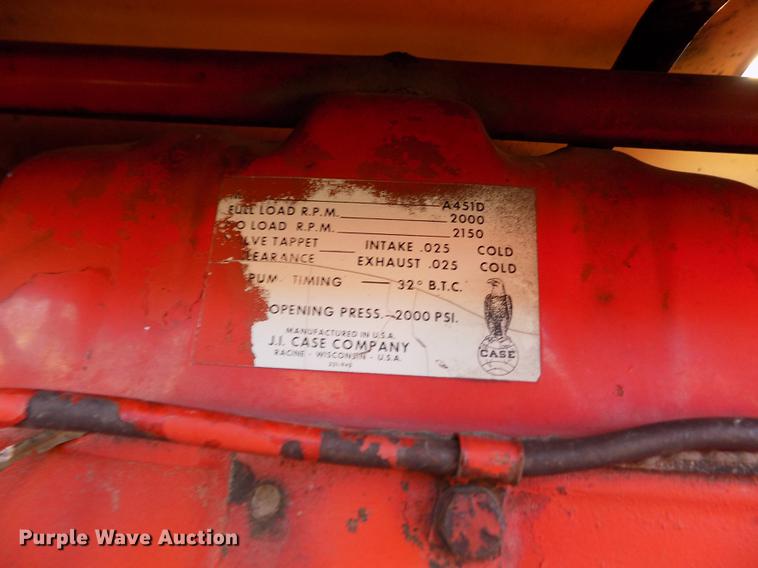 A451D
FULL LOAD R.P.M. 2000
O LOAD R.P.M. 2150
LVE TAPPET INTAKE .025 COLD
LEARANCE EXHAUST .025 COLD
PUM TIMING — 32° B.T.C.
OPENING PRESS.—2000 PSI.
MANUFACTURED IN U.S.A.
J.I. CASE COMPANY
RACINE - WISCONSIN - U.S.A.
CASE
Purple Wave Auction